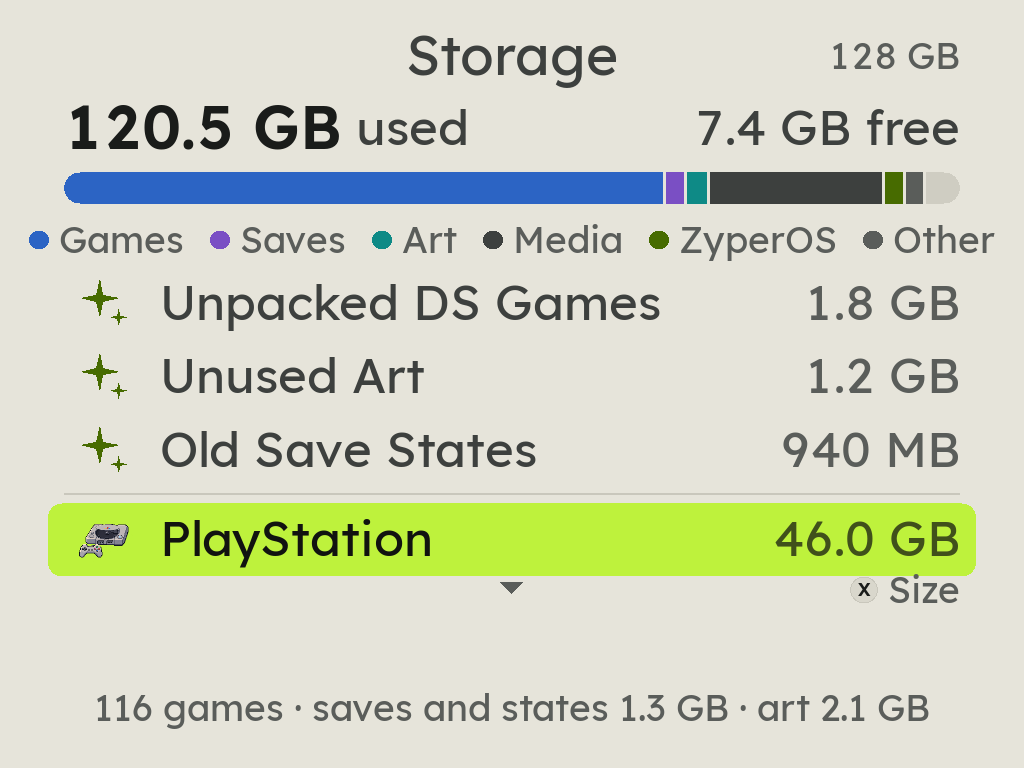 Storage 128 GB
120.5 GB used 7.4 GB free
Games Saves Art Media ZyperOS Other
Unpacked DS Games 1.8 GB
Unused Art 1.2 GB
Old Save States 940 MB
PlayStation 46.0 GB
X Size
116 games · saves and states 1.3 GB · art 2.1 GB